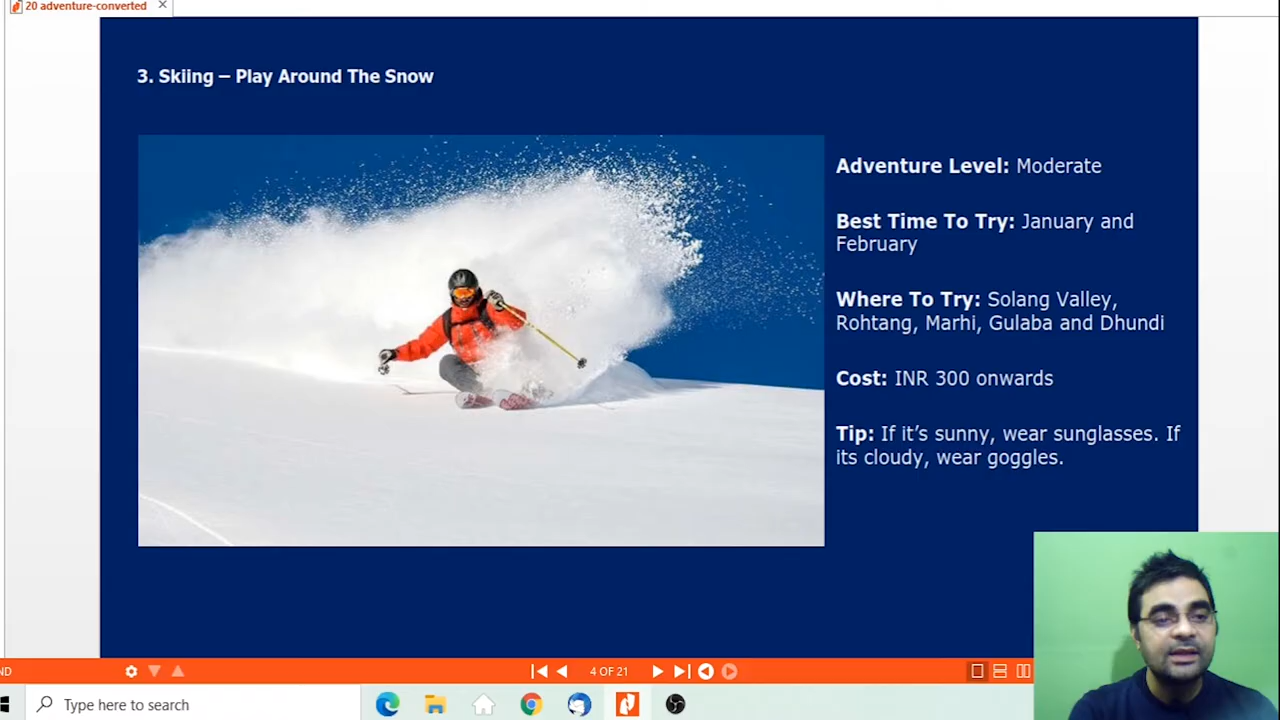 20 adventure-converted
3. Skiing – Play Around The Snow
Adventure Level: Moderate
Best Time To Try: January and
February
Where To Try: Solang Valley,
Rohtang, Marhi, Gulaba and Dhundi
Cost: INR 300 onwards
Tip: If it’s sunny, wear sunglasses. If
its cloudy, wear goggles.
ND
4 OF 21
Type here to search